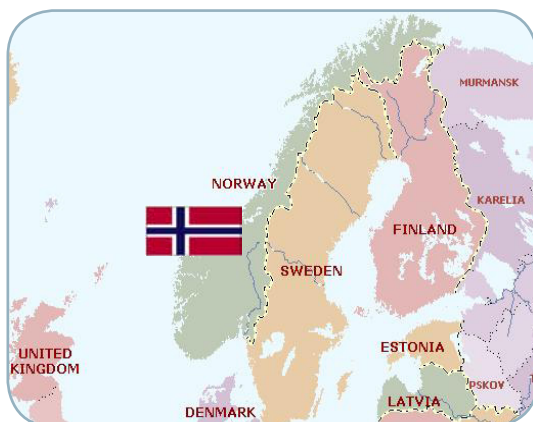 MURMANSK
NORWAY
KARELIA
FINLAND
SWEDEN
UNITED
KINGDOM
ESTONIA
PSKOV
LATVIA
DENMARK